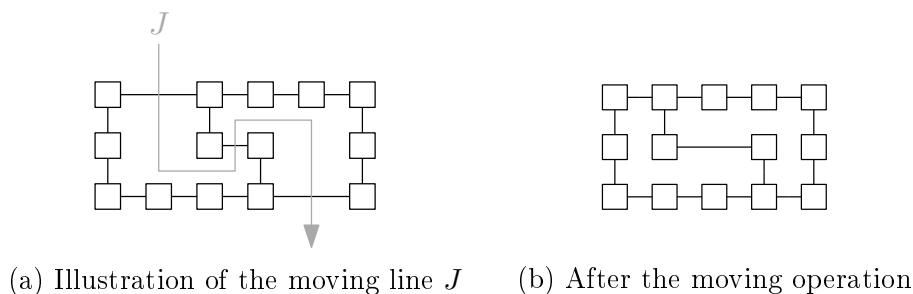 J
(a) Illustration of the moving line J
(b) After the moving operation